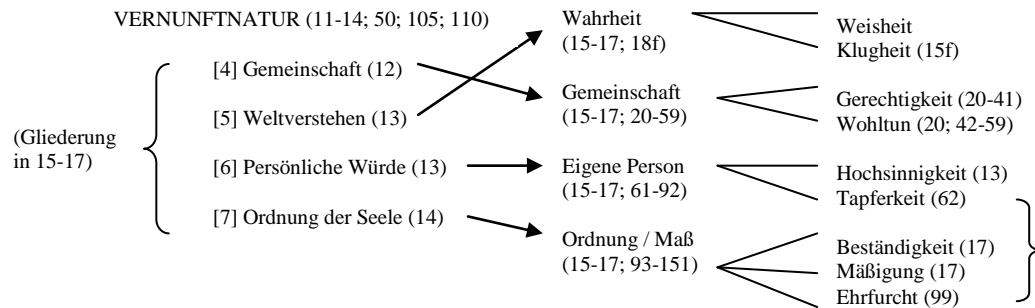 VERNUNFTNATUR (11-14; 50; 105; 110)
(Gliederung
in 15-17)
[4] Gemeinschaft (12)
[5] Weltverstehen (13)
[6] Persönliche Würde (13)
[7] Ordnung der Seele (14)
Wahrheit
(15-17; 18f)
Gemeinschaft
(15-17; 20-59)
Eigene Person
(15-17; 61-92)
Ordnung / Maß
(15-17; 93-151)
Weisheit
Klugheit (15f)
Gerechtigkeit (20-41)
Wohltun (20; 42-59)
Hochsinnigkeit (13)
Tapferkeit (62)
Beständigkeit (17)
Mäßigung (17)
Ehrfurcht (99)